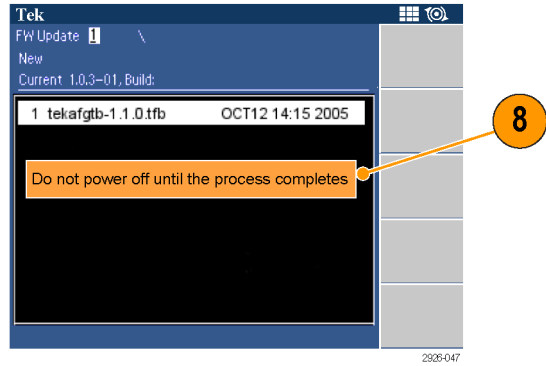 Tek
FW Update 1 \
New
Current 1.0.3-01, Build:
1 tekafgtb-1.1.0.tfb OCT12 14:15 2005
8
Do not power off until the process completes
2926-047